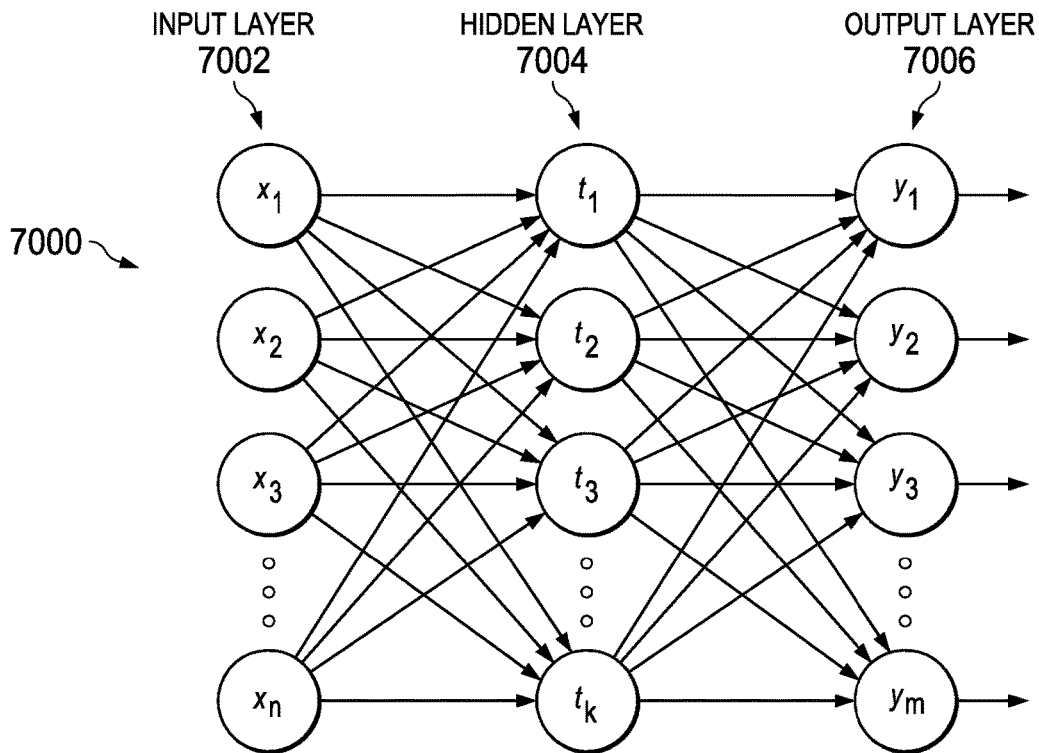 INPUT LAYER HIDDEN LAYER OUTPUT LAYER
7002 7004 7006
x1 t1 y1
7000
x2 t2 y2
x3 t3 y3
xn tk ym